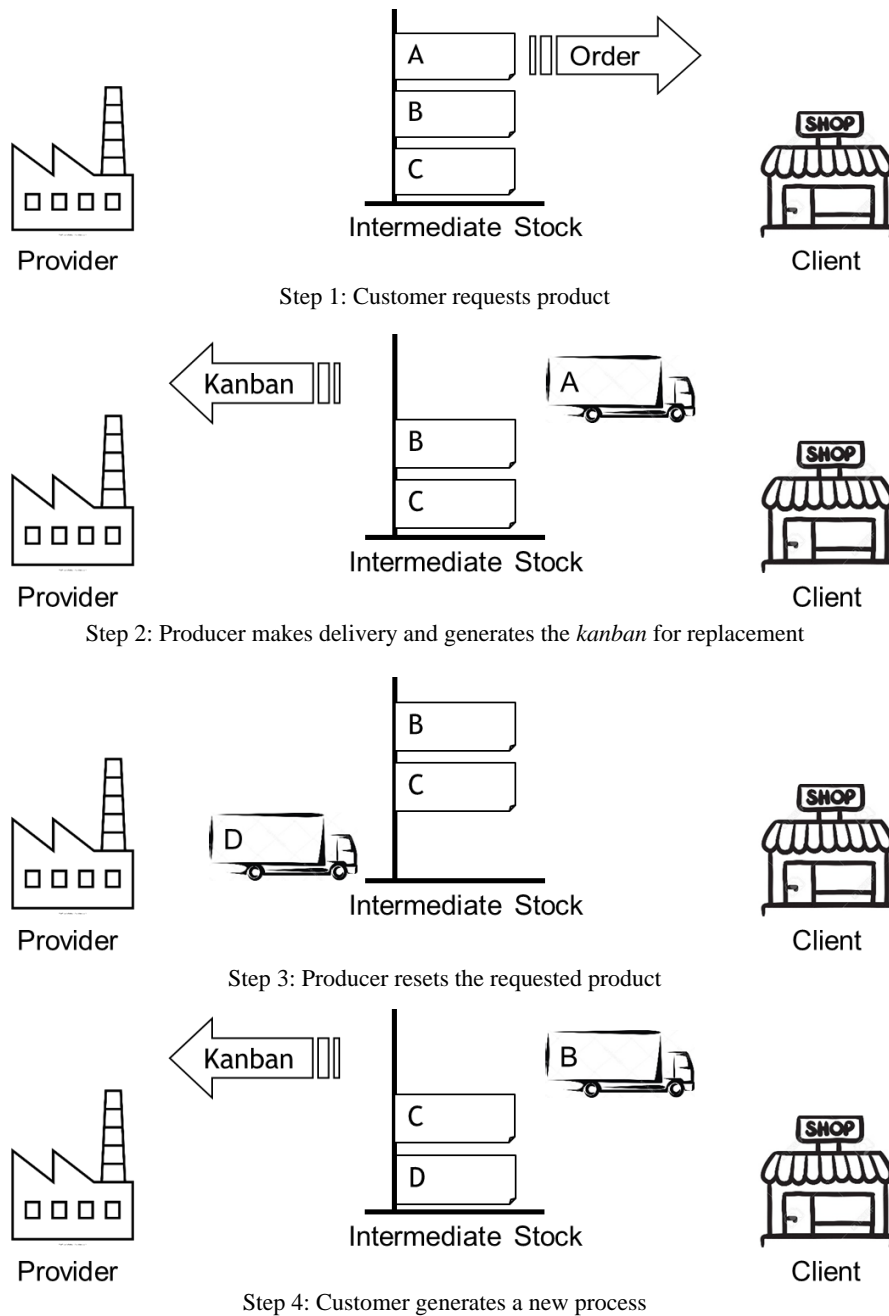 A
Order
B
C
SHOP
Intermediate Stock
Provider
Client
Step 1: Customer requests product
Kanban
A
B
C
SHOP
Intermediate Stock
Provider
Client
Step 2: Producer makes delivery and generates the kanban for replacement
B
C
D
SHOP
Intermediate Stock
Provider
Client
Step 3: Producer resets the requested product
Kanban
B
C
D
SHOP
Intermediate Stock
Provider
Client
Step 4: Customer generates a new process